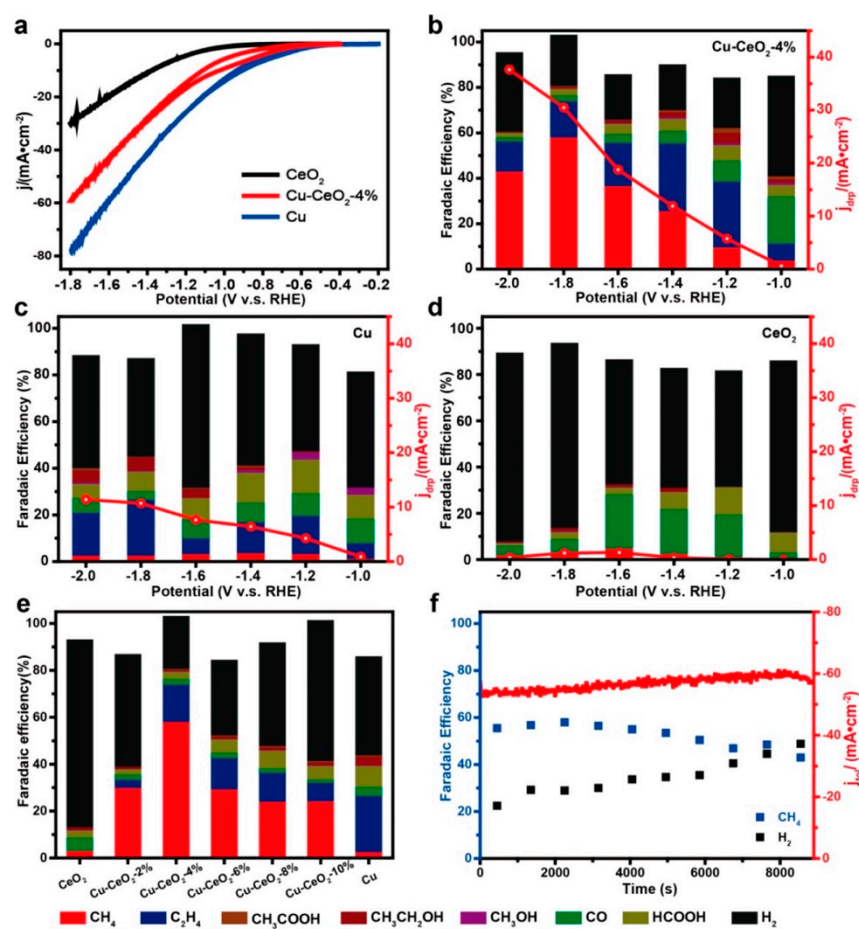 a
0
-20
-40
-60
-80
j/(mA•cm-2)
CeO2
Cu-CeO2-4%
Cu
-1.8 -1.6 -1.4 -1.2 -1.0 -0.8 -0.6 -0.4 -0.2
Potential (V v.s. RHE)
b
Cu-CeO2-4%
100
80
60
40
20
0
Faradaic Efficiency (%)
40
30
20
10
0
jdrp/(mA•cm-2)
-2.0 -1.8 -1.6 -1.4 -1.2 -1.0
Potential (V v.s. RHE)
c
Cu
100
80
60
40
20
0
Faradaic Efficiency (%)
40
30
20
10
0
jdrp/(mA•cm-2)
-2.0 -1.8 -1.6 -1.4 -1.2 -1.0
Potential (V v.s. RHE)
d
CeO2
100
80
60
40
20
0
Faradaic Efficiency (%)
40
30
20
10
0
jdrp/(mA•cm-2)
-2.0 -1.8 -1.6 -1.4 -1.2 -1.0
Potential (V v.s. RHE)
e
100
80
60
40
20
0
Faradaic efficiency(%)
CeO2 Cu-CeO2-2% Cu-CeO2-4% Cu-CeO2-6% Cu-CeO2-8% Cu-CeO2-10% Cu
f
100
80
60
40
20
0
Faradaic Efficiency
-80
-60
-40
-20
0
jtot/ (mA•cm-2)
CH4
H2
0 2000 4000 6000 8000
Time (s)
CH4 C2H4 CH3COOH CH3CH2OH CH3OH CO HCOOH H2